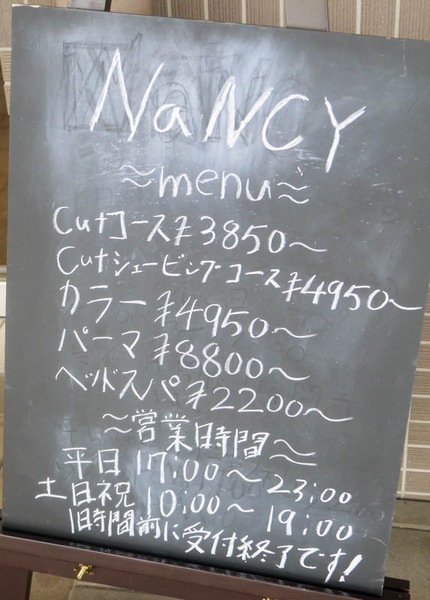 NaNCY
～menu～
Cutコース¥3850～
Cutシェービングコース¥4950～
カラー¥4950～
パーマ¥8800～
ヘッドスパ¥2200～
～営業時間～
平日 17:00～23:00
土日祝 10:00～19:00
1時間前に受付終了です!